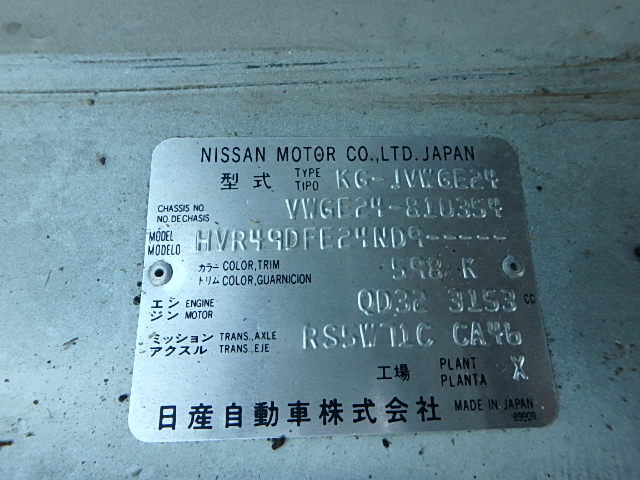 NISSAN MOTOR CO.,LTD. JAPAN
型式 TYPE TIPO KG-JVWGE24
CHASSIS NO. NO. DE CHASIS VWGE24-810354
MODEL MODELO HVR49DFE24ND9-----
カラー COLOR,TRIM
トリム COLOR,GUARNICION 598 K
エン ENGINE
ジン MOTOR QD32 3153 CC
ミッション TRANS.,AXLE
アクスル TRANS.,EJE RS5W71C CA46
工場 PLANT PLANTA X
日産自動車株式会社 MADE IN JAPAN
8990R